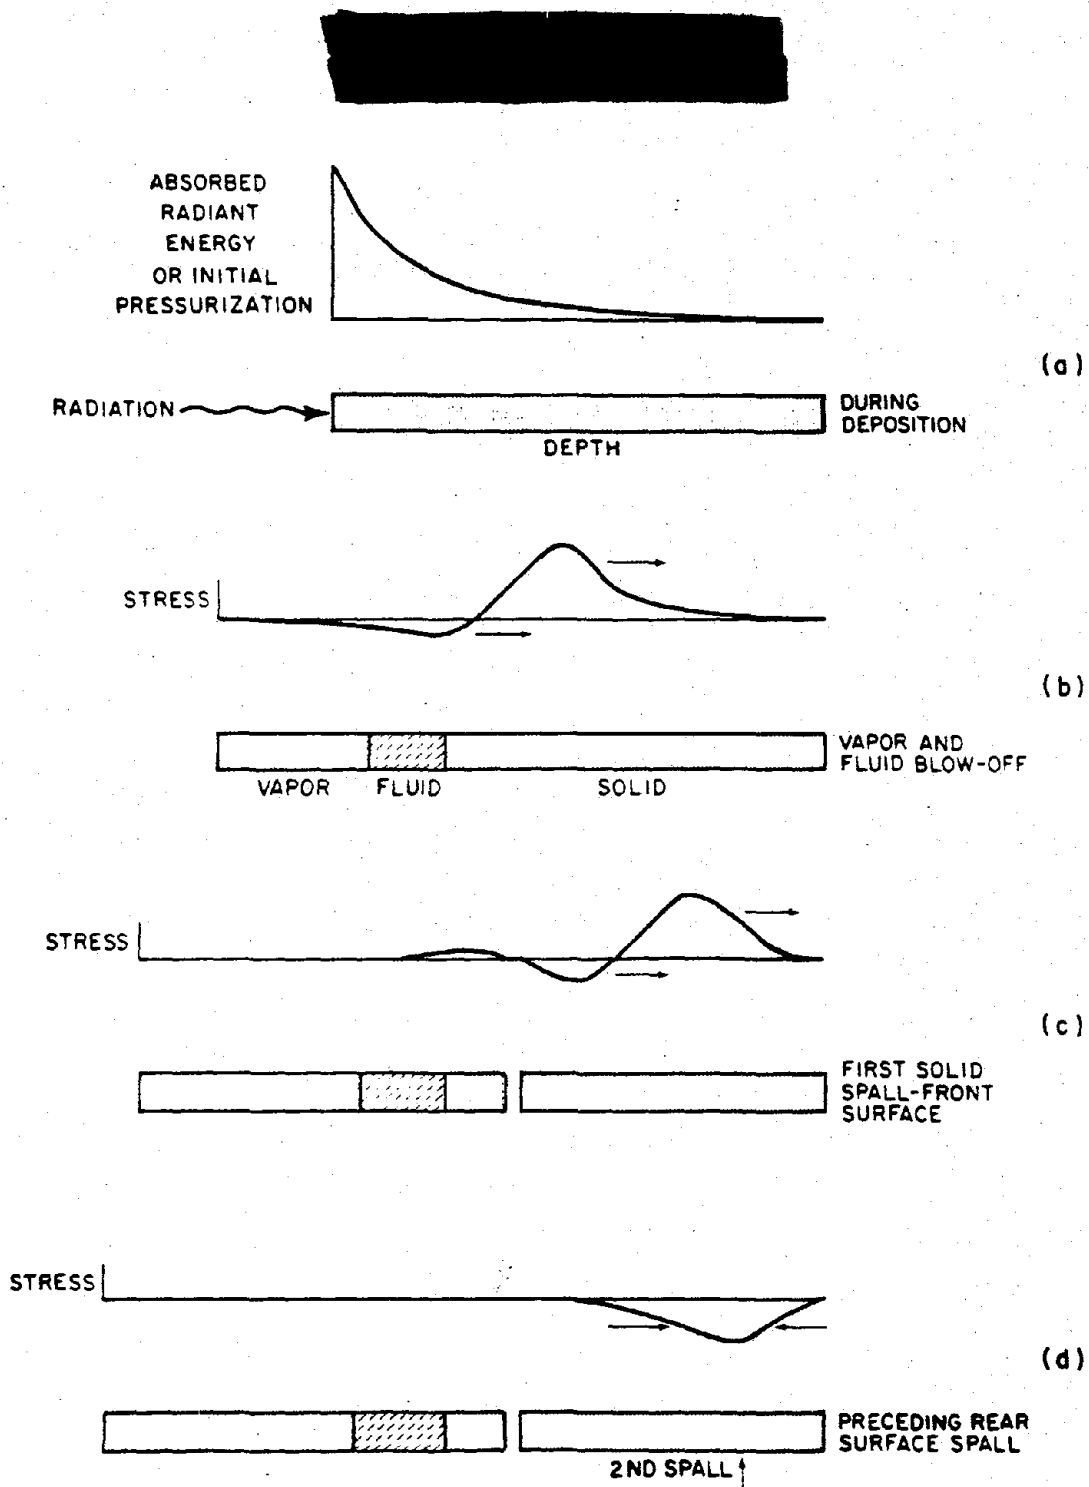 ABSORBED
RADIANT
ENERGY
OR INITIAL
PRESSURIZATION
(a)
RADIATION
DURING
DEPOSITION
DEPTH
STRESS
(b)
VAPOR AND
FLUID BLOW-OFF
VAPOR FLUID SOLID
STRESS
(c)
FIRST SOLID
SPALL-FRONT
SURFACE
STRESS
(d)
PRECEDING REAR
SURFACE SPALL
2ND SPALL